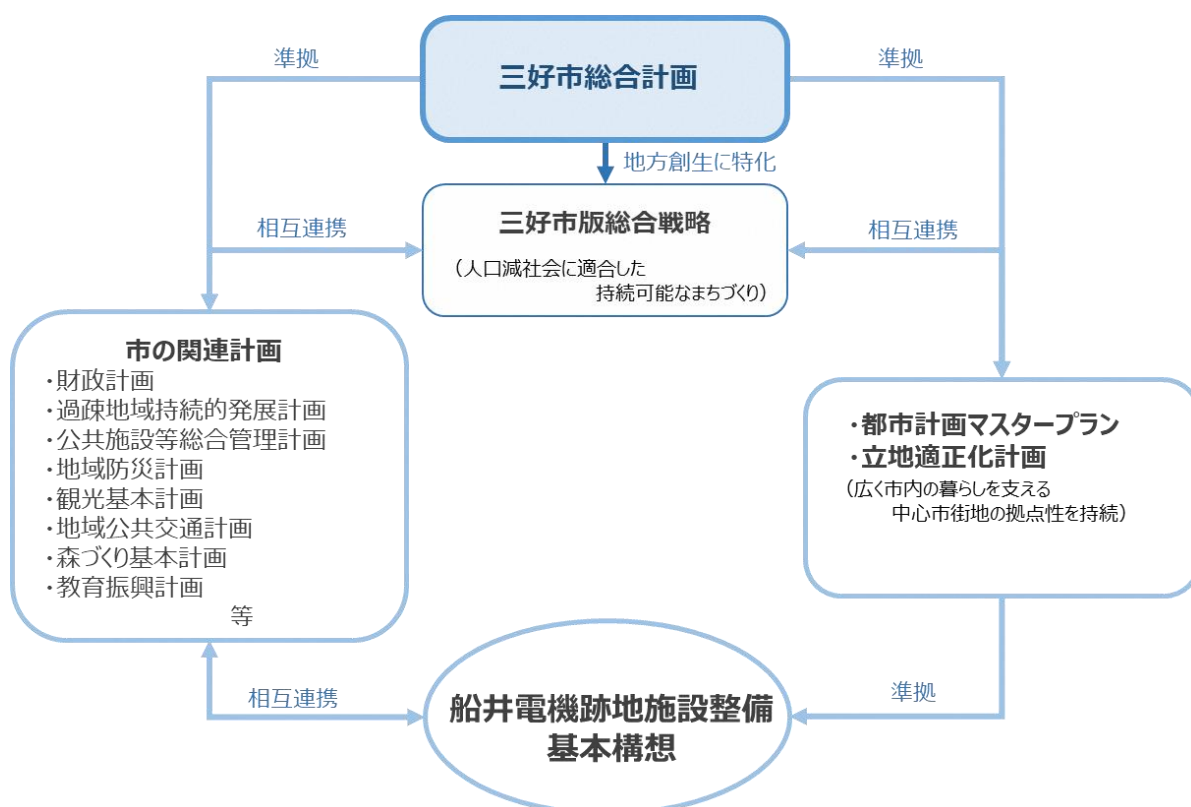 準拠
三好市総合計画
準拠
地方創生に特化
相互連携
三好市版総合戦略
(人口減社会に適合した
持続可能なまちづくり)
相互連携
市の関連計画
・財政計画
・過疎地域持続的発展計画
・公共施設等総合管理計画
・地域防災計画
・観光基本計画
・地域公共交通計画
・森づくり基本計画
・教育振興計画
等
・都市計画マスタープラン
・立地適正化計画
(広く市内の暮らしを支える
中心市街地の拠点性を持続)
相互連携
船井電機跡地施設整備
基本構想
準拠